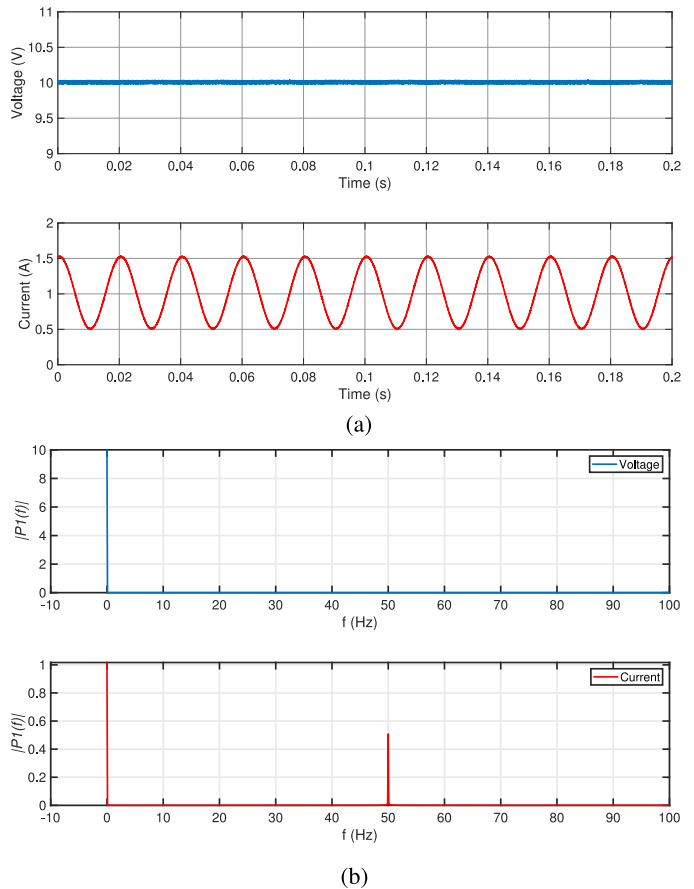 11
10.5
10
9.5
9
Voltage (V)
0 0.02 0.04 0.06 0.08 0.1 0.12 0.14 0.16 0.18 0.2
Time (s)
2
1.5
1
0.5
0
Current (A)
0 0.02 0.04 0.06 0.08 0.1 0.12 0.14 0.16 0.18 0.2
Time (s)
(a)
10
8
6
4
2
0
|P1(f)|
Voltage
-10 0 10 20 30 40 50 60 70 80 90 100
f (Hz)
1
0.8
0.6
0.4
0.2
0
|P1(f)|
Current
-10 0 10 20 30 40 50 60 70 80 90 100
f (Hz)
(b)